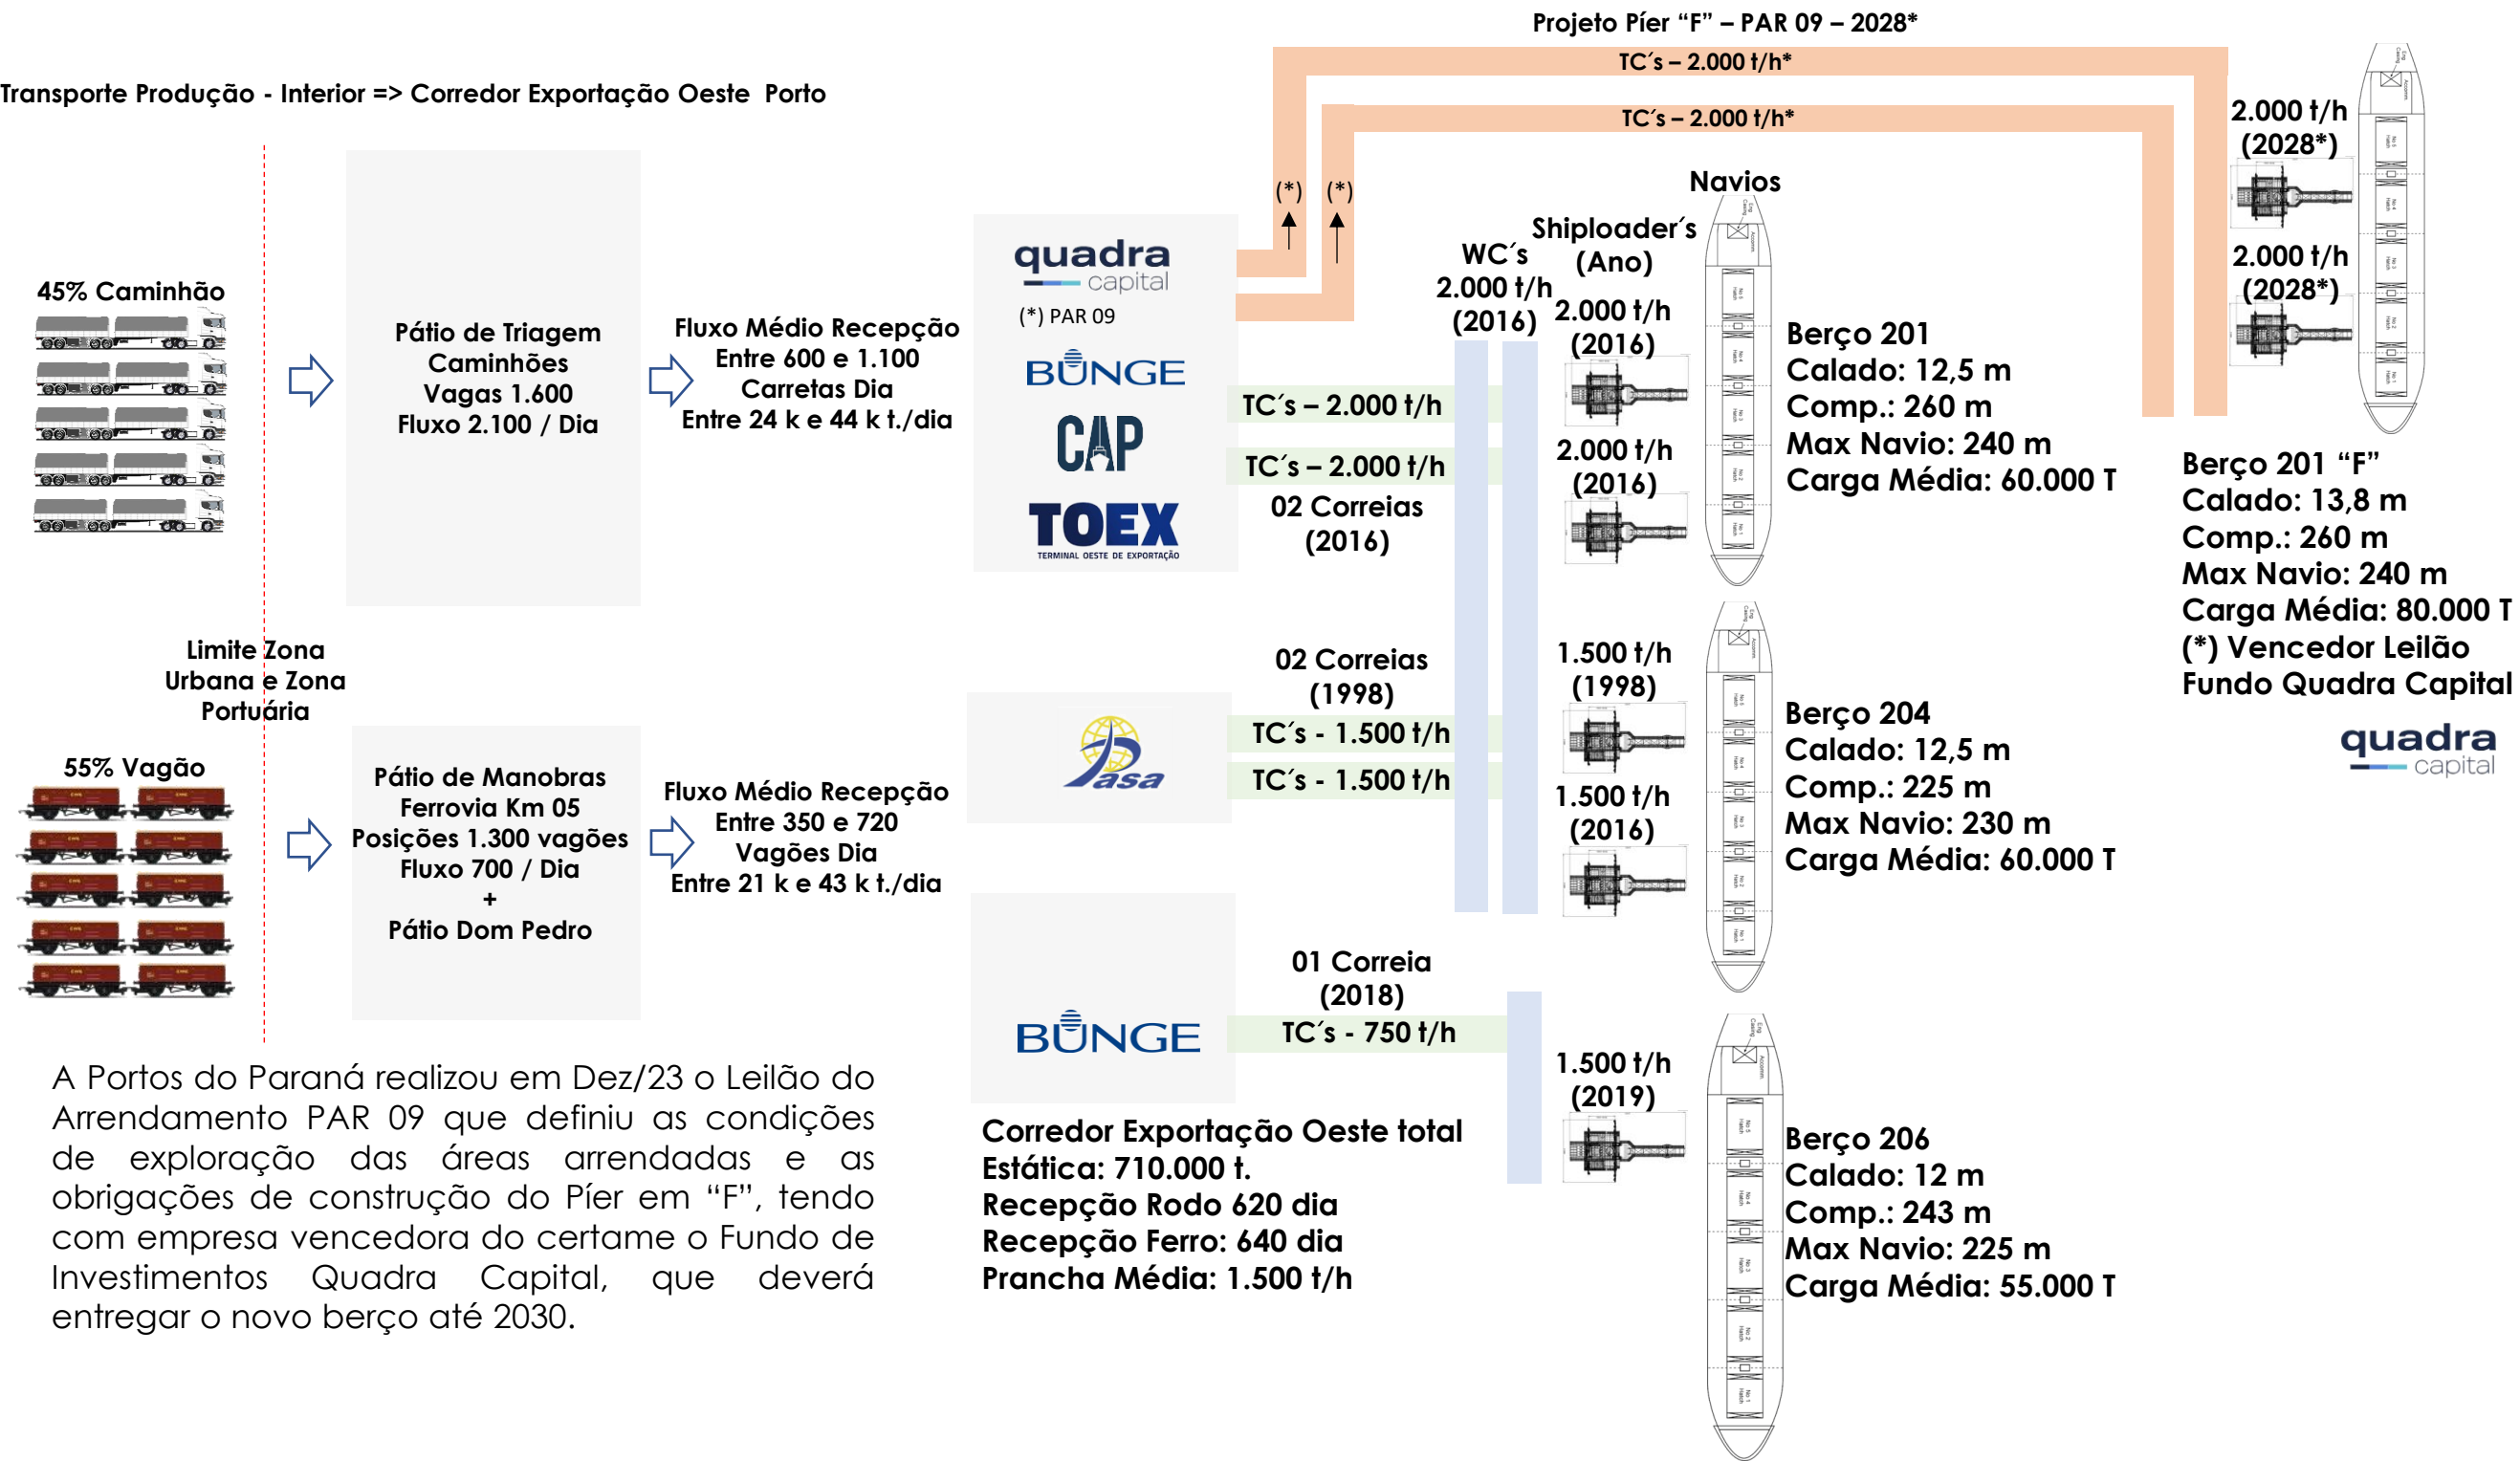 Projeto Píer “F” – PAR 09 – 2028*
TC´s – 2.000 t/h*
TC´s – 2.000 t/h*
Transporte Produção - Interior => Corredor Exportação Oeste  Porto
45% Caminhão
Pátio de Triagem
Caminhões
Vagas 1.600
Fluxo 2.100 / Dia
Fluxo Médio Recepção
Entre 600 e 1.100
Carretas Dia
Entre 24 k e 44 k t./dia
Limite Zona
Urbana e Zona
Portuária
55% Vagão
Pátio de Manobras
Ferrovia Km 05
Posições 1.300 vagões
Fluxo 700 / Dia
+
Pátio Dom Pedro
Fluxo Médio Recepção
Entre 350 e 720
Vagões Dia
Entre 21 k e 43 k t./dia
quadra
capital
(*) PAR 09
BUNGE
CAP
TOEX
TERMINAL OESTE DE EXPORTAÇÃO
(*)
(*)
TC´s – 2.000 t/h
TC´s – 2.000 t/h
02 Correias
(2016)
Pasa
02 Correias
(1998)
TC´s - 1.500 t/h
TC´s - 1.500 t/h
BUNGE
01 Correia
(2018)
TC´s - 750 t/h
WC´s
2.000 t/h
(2016)
Shiploader´s
(Ano)
2.000 t/h
(2016)
2.000 t/h
(2016)
1.500 t/h
(1998)
1.500 t/h
(2016)
1.500 t/h
(2019)
Navios
Berço 201
Calado: 12,5 m
Comp.: 260 m
Max Navio: 240 m
Carga Média: 60.000 T
Berço 204
Calado: 12,5 m
Comp.: 225 m
Max Navio: 230 m
Carga Média: 60.000 T
Berço 206
Calado: 12 m
Comp.: 243 m
Max Navio: 225 m
Carga Média: 55.000 T
2.000 t/h
(2028*)
2.000 t/h
(2028*)
Berço 201 “F”
Calado: 13,8 m
Comp.: 260 m
Max Navio: 240 m
Carga Média: 80.000 T
(*) Vencedor Leilão
Fundo Quadra Capital
quadra
capital
Corredor Exportação Oeste total
Estática: 710.000 t.
Recepção Rodo 620 dia
Recepção Ferro: 640 dia
Prancha Média: 1.500 t/h
A Portos do Paraná realizou em Dez/23 o Leilão do
Arrendamento PAR 09 que definiu as condições
de exploração das áreas arrendadas e as
obrigações de construção do Píer em “F”, tendo
com empresa vencedora do certame o Fundo de
Investimentos Quadra Capital, que deverá
entregar o novo berço até 2030.